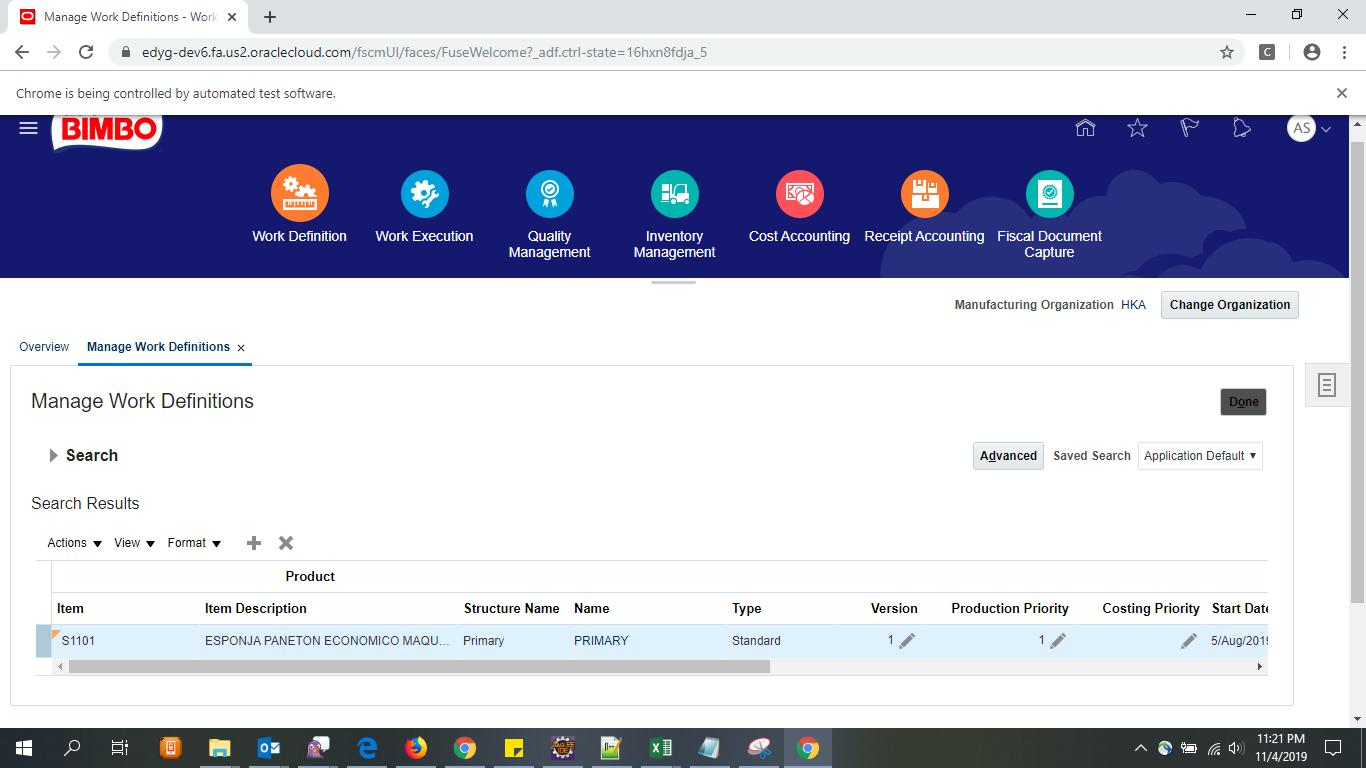 Manage Work Definitions - Work
edyg-dev6.fa.us2.oraclecloud.com/fscmUI/faces/FuseWelcome?_adf.ctrl-state=16hxn8fdja_5
C
Chrome is being controlled by automated test software.
BIMBO
AS
Work Definition
Work Execution
Quality
Management
Inventory
Management
Cost Accounting
Receipt Accounting
Fiscal Document
Capture
Manufacturing Organization HKA Change Organization
Overview Manage Work Definitions
Manage Work Definitions Done
Search Advanced Saved Search Application Default
Search Results
Actions View Format
Product
Item Item Description Structure Name Name Type Version Production Priority Costing Priority Start Date
S1101 ESPONJA PANETON ECONOMICO MAQU... Primary PRIMARY Standard 1 1 5/Aug/2019
11:21 PM
11/4/2019